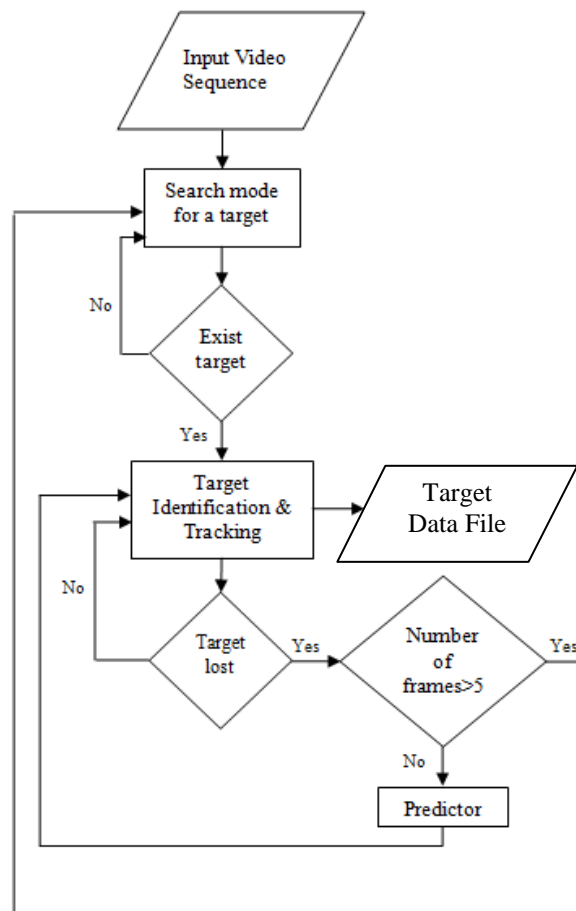 Input Video
Sequence
Search mode
for a target
No
Exist
target
Yes
Target
Identification &
Tracking
Target
Data File
No
Target
lost
Yes
Number
of
frames>5
Yes
No
Predictor